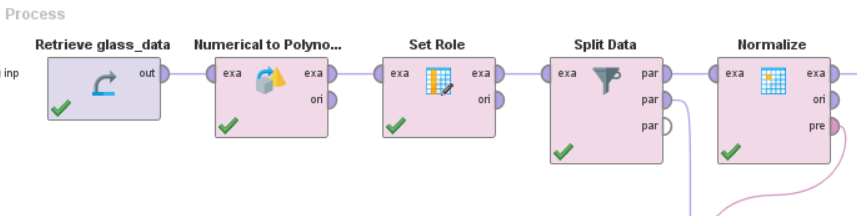 Process
Retrieve glass_data Numerical to Polyno... Set Role Split Data Normalize
inp out exa exa exa exa exa par exa exa
ori ori par ori
par pre